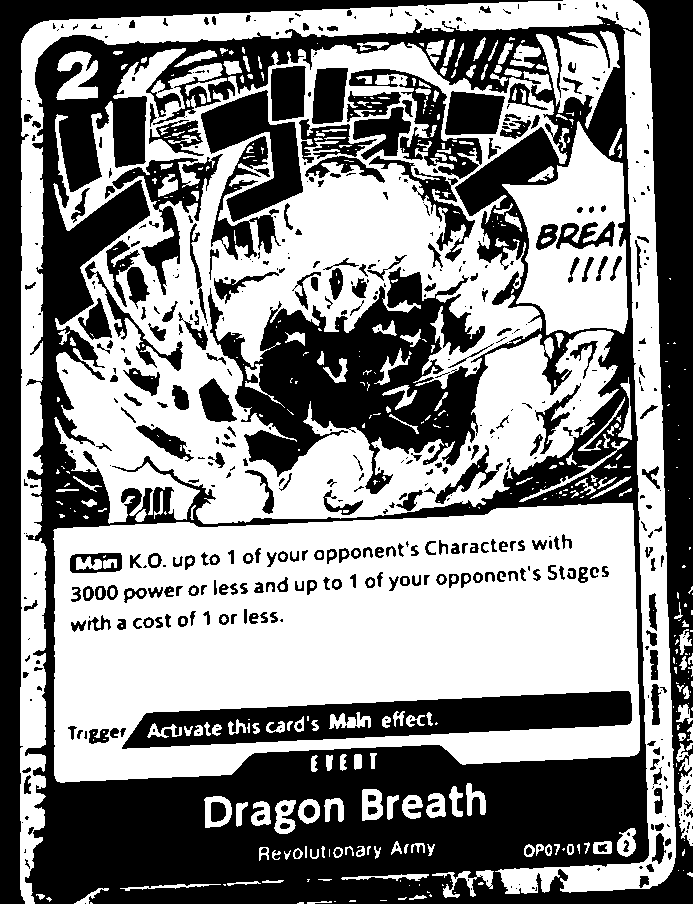 2
...
BREAT
!!!!
?!!!
Main K.O. up to 1 of your opponent's Characters with
3000 power or less and up to 1 of your opponent's Stages
with a cost of 1 or less.
Trigger Activate this card's Main effect.
EVENT
Dragon Breath
Revolutionary Army
OP07-017 UC 2